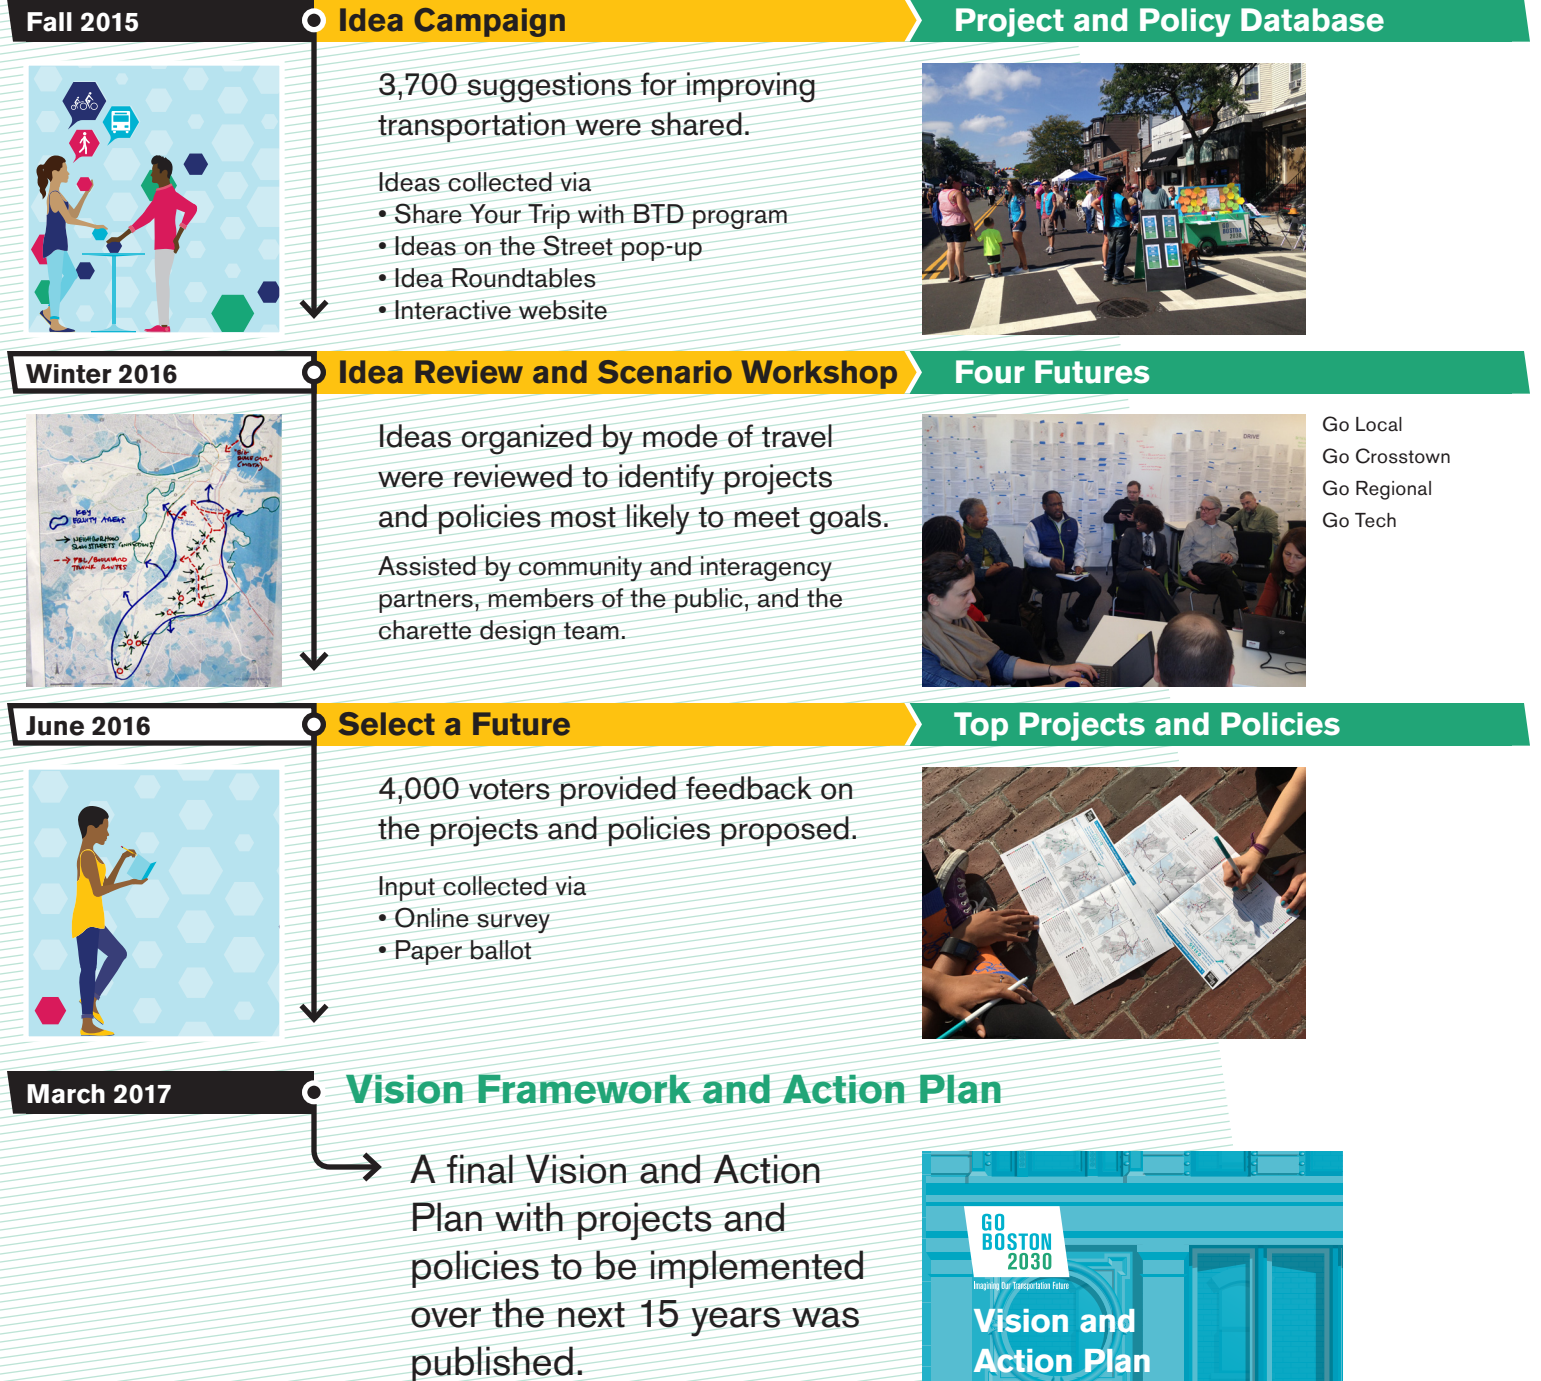 Fall 2015
Idea Campaign
Project and Policy Database
3,700 suggestions for improving
transportation were shared.
Ideas collected via
• Share Your Trip with BTD program
• Ideas on the Street pop-up
• Idea Roundtables
• Interactive website
Winter 2016
Idea Review and Scenario Workshop
Four Futures
KEY
EQUITY AREAS
Ideas organized by mode of travel
were reviewed to identify projects
and policies most likely to meet goals.
Assisted by community and interagency
partners, members of the public, and the
charette design team.
DRIVE
Go Local
Go Crosstown
Go Regional
Go Tech
June 2016
Select a Future
Top Projects and Policies
4,000 voters provided feedback on
the projects and policies proposed.
Input collected via
• Online survey
• Paper ballot
March 2017
Vision Framework and Action Plan
A final Vision and Action
Plan with projects and
policies to be implemented
over the next 15 years was
published.
GO
BOSTON
2030
Imagining Our Transportation Future
Vision and
Action Plan